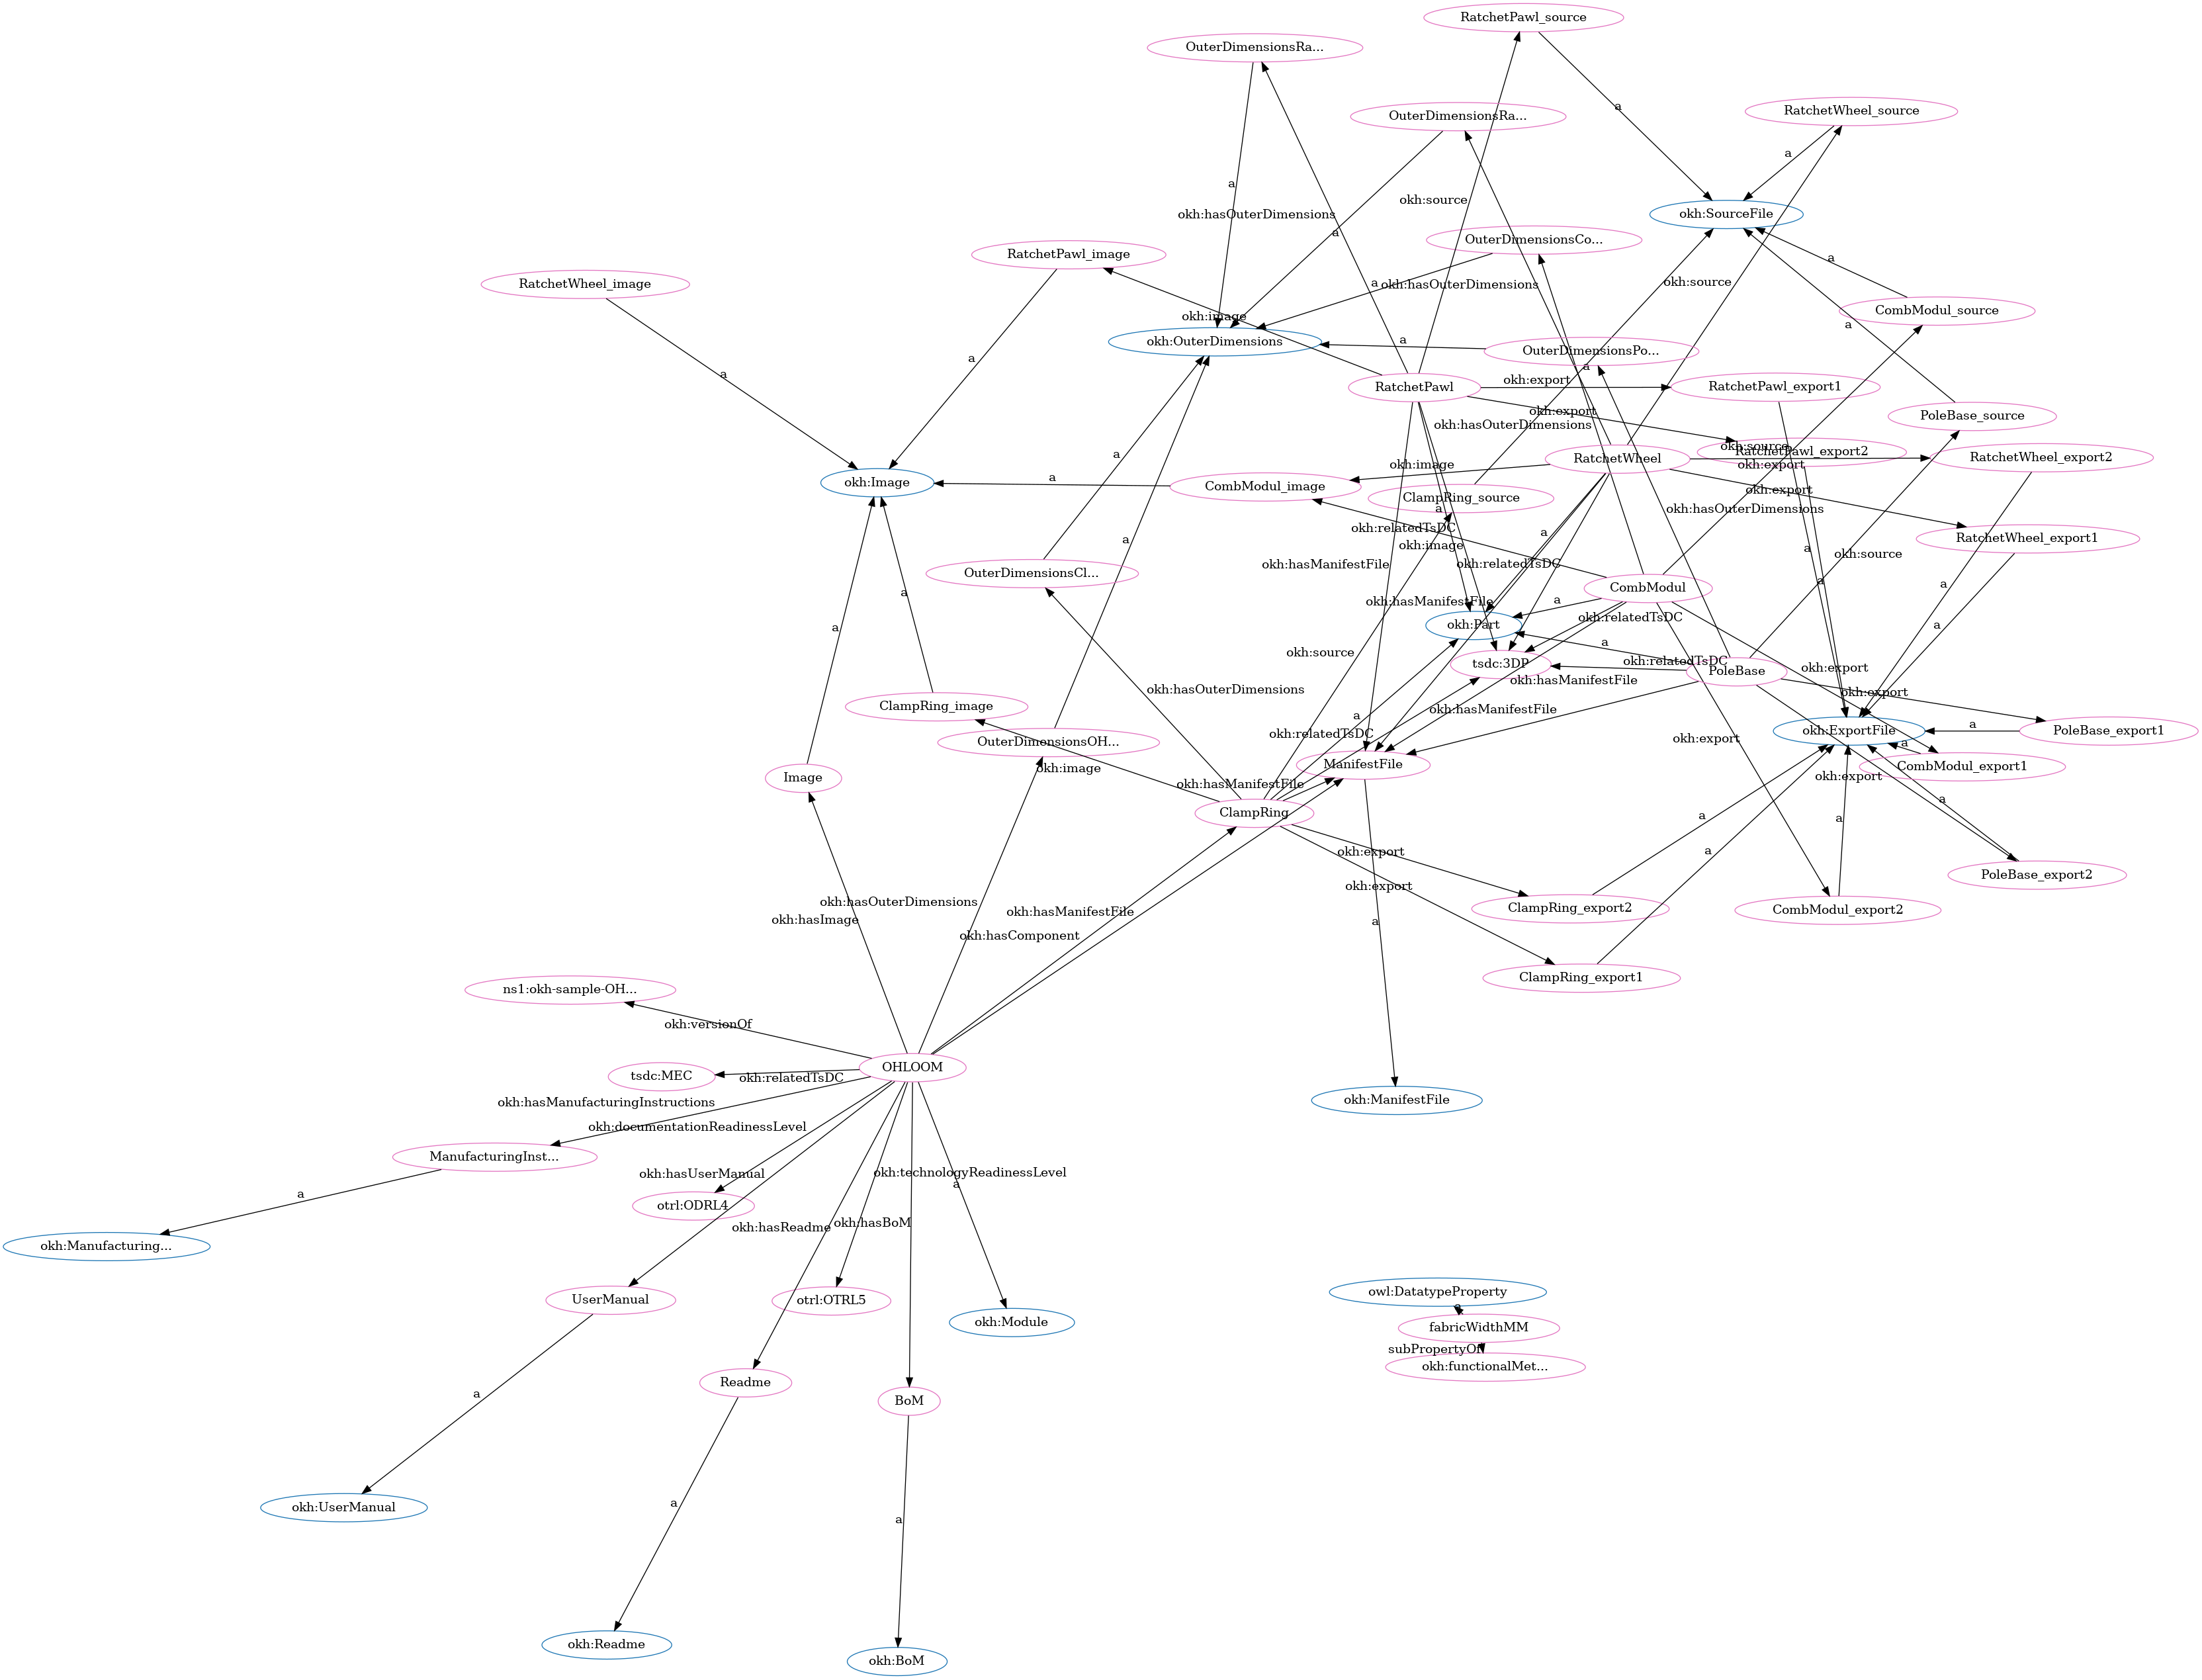 RatchetPawl_source
OuterDimensionsRa...
a
RatchetWheel_source
OuterDimensionsRa...
a
a
okh:source
okh:SourceFile
okh:hasOuterDimensions
a
OuterDimensionsCo...
RatchetPawl_image
a
RatchetWheel_image
a
okh:hasOuterDimensions
okh:source
CombModul_source
okh:image
a
okh:OuterDimensions
a
OuterDimensionsPo...
a
a
a
RatchetPawl
okh:export
RatchetPawl_export1
okh:export
PoleBase_source
okh:hasOuterDimensions
okh:source
RatchetPawl_export2
a
RatchetWheel
RatchetWheel_export2
okh:image
okh:export
a
okh:Image
CombModul_image
okh:export
ClampRing_source
a
okh:hasOuterDimensions
okh:relatedTsDC
a
a
RatchetWheel_export1
okh:image
a
okh:source
okh:hasManifestFile
okh:relatedTsDC
OuterDimensionsCl...
a
a
a
CombModul
a
okh:hasManifestFile
a
okh:relatedTsDC
okh:Part
a
a
a
okh:source
okh:relatedTsDC
tsdc:3DP
PoleBase
okh:export
okh:hasManifestFile
okh:hasOuterDimensions
okh:export
ClampRing_image
okh:hasManifestFile
a
a
okh:relatedTsDC
okh:ExportFile
PoleBase_export1
OuterDimensionsOH...
okh:export
a
ManifestFile
CombModul_export1
okh:image
Image
okh:hasManifestFile
okh:export
a
ClampRing
a
a
okh:export
a
PoleBase_export2
okh:export
okh:hasOuterDimensions
okh:hasManifestFile
ClampRing_export2
CombModul_export2
okh:hasImage
a
okh:hasComponent
ClampRing_export1
ns1:okh-sample-OH...
okh:versionOf
OHLOOM
tsdc:MEC
okh:relatedTsDC
okh:hasManufacturingInstructions
okh:ManifestFile
okh:documentationReadinessLevel
ManufacturingInst...
okh:hasUserManual
okh:technologyReadinessLevel
a
a
otrl:ODRL4
okh:hasReadme
okh:hasBoM
okh:Manufacturing...
owl:DatatypeProperty
UserManual
otrl:OTRL5
a
okh:Module
fabricWidthMM
subPropertyOf
okh:functionalMet...
Readme
a
BoM
okh:UserManual
a
a
okh:Readme
okh:BoM